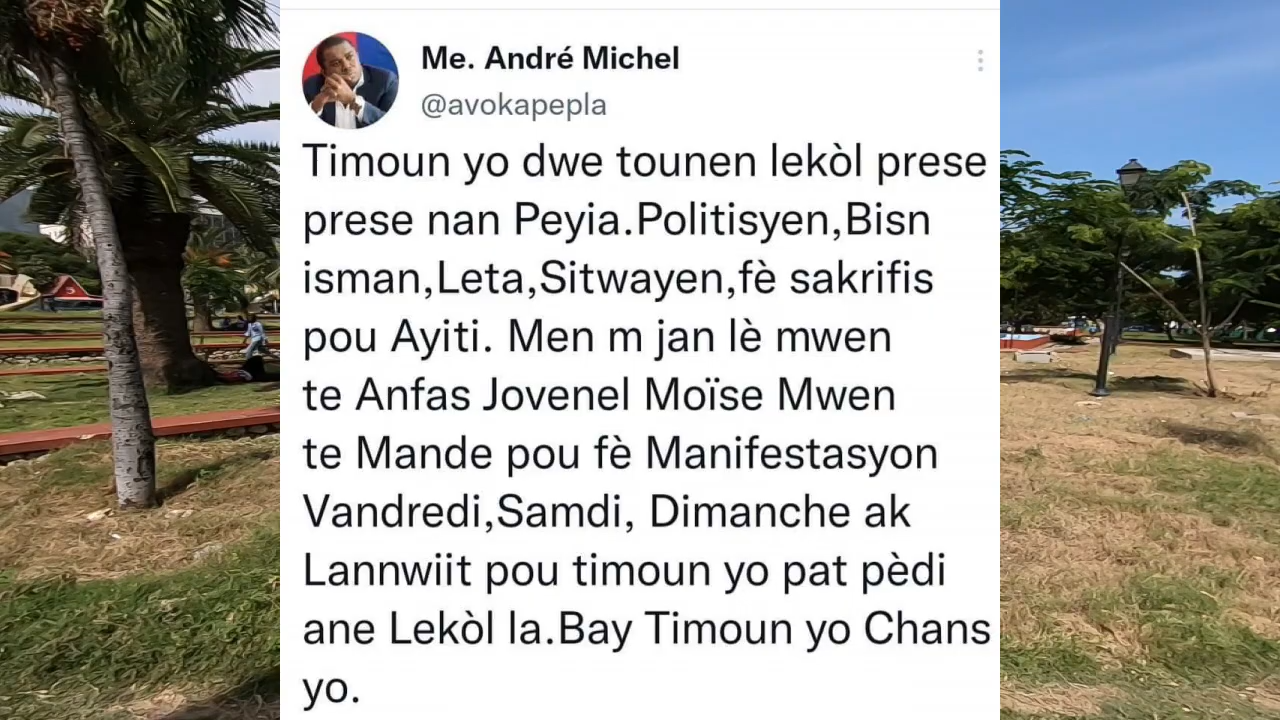 Me. André Michel
@avokapepla
Timoun yo dwe tounen lekòl prese
prese nan Peyia.Politisyen,Bisn
isman,Leta,Sitwayen,fè sakrifis
pou Ayiti. Men m jan lè mwen
te Anfas Jovenel Moïse Mwen
te Mande pou fè Manifestasyon
Vandredi,Samdi, Dimanche ak
Lannwiit pou timoun yo pat pèdi
ane Lekòl la.Bay Timoun yo Chans
yo.